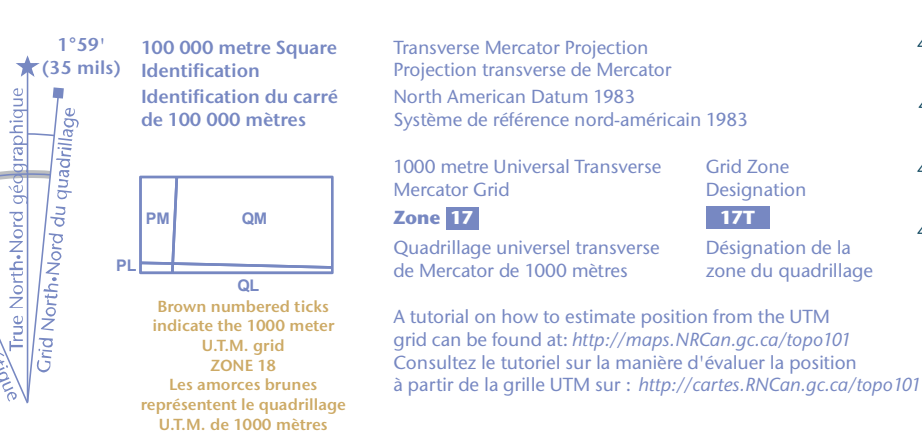 1°59'
(35 mils)
True North•Nord géographique
Grid North•Nord du quadrillage
100 000 metre Square
Identification
Identification du carré
de 100 000 mètres
PM
QM
PL
QL
Brown numbered ticks
indicate the 1000 meter
U.T.M. grid
ZONE 18
Les amorces brunes
représentent le quadrillage
U.T.M. de 1000 mètres
Transverse Mercator Projection
Projection transverse de Mercator
North American Datum 1983
Système de référence nord-américain 1983
1000 metre Universal Transverse
Mercator Grid
Zone 17
Quadrillage universel transverse
de Mercator de 1000 mètres
Grid Zone
Designation
17T
Désignation de la
zone du quadrillage
A tutorial on how to estimate position from the UTM
grid can be found at: http://maps.NRCan.gc.ca/topo101
Consultez le tutoriel sur la manière d'évaluer la position
à partir de la grille UTM sur : http://cartes.RNCan.gc.ca/topo101